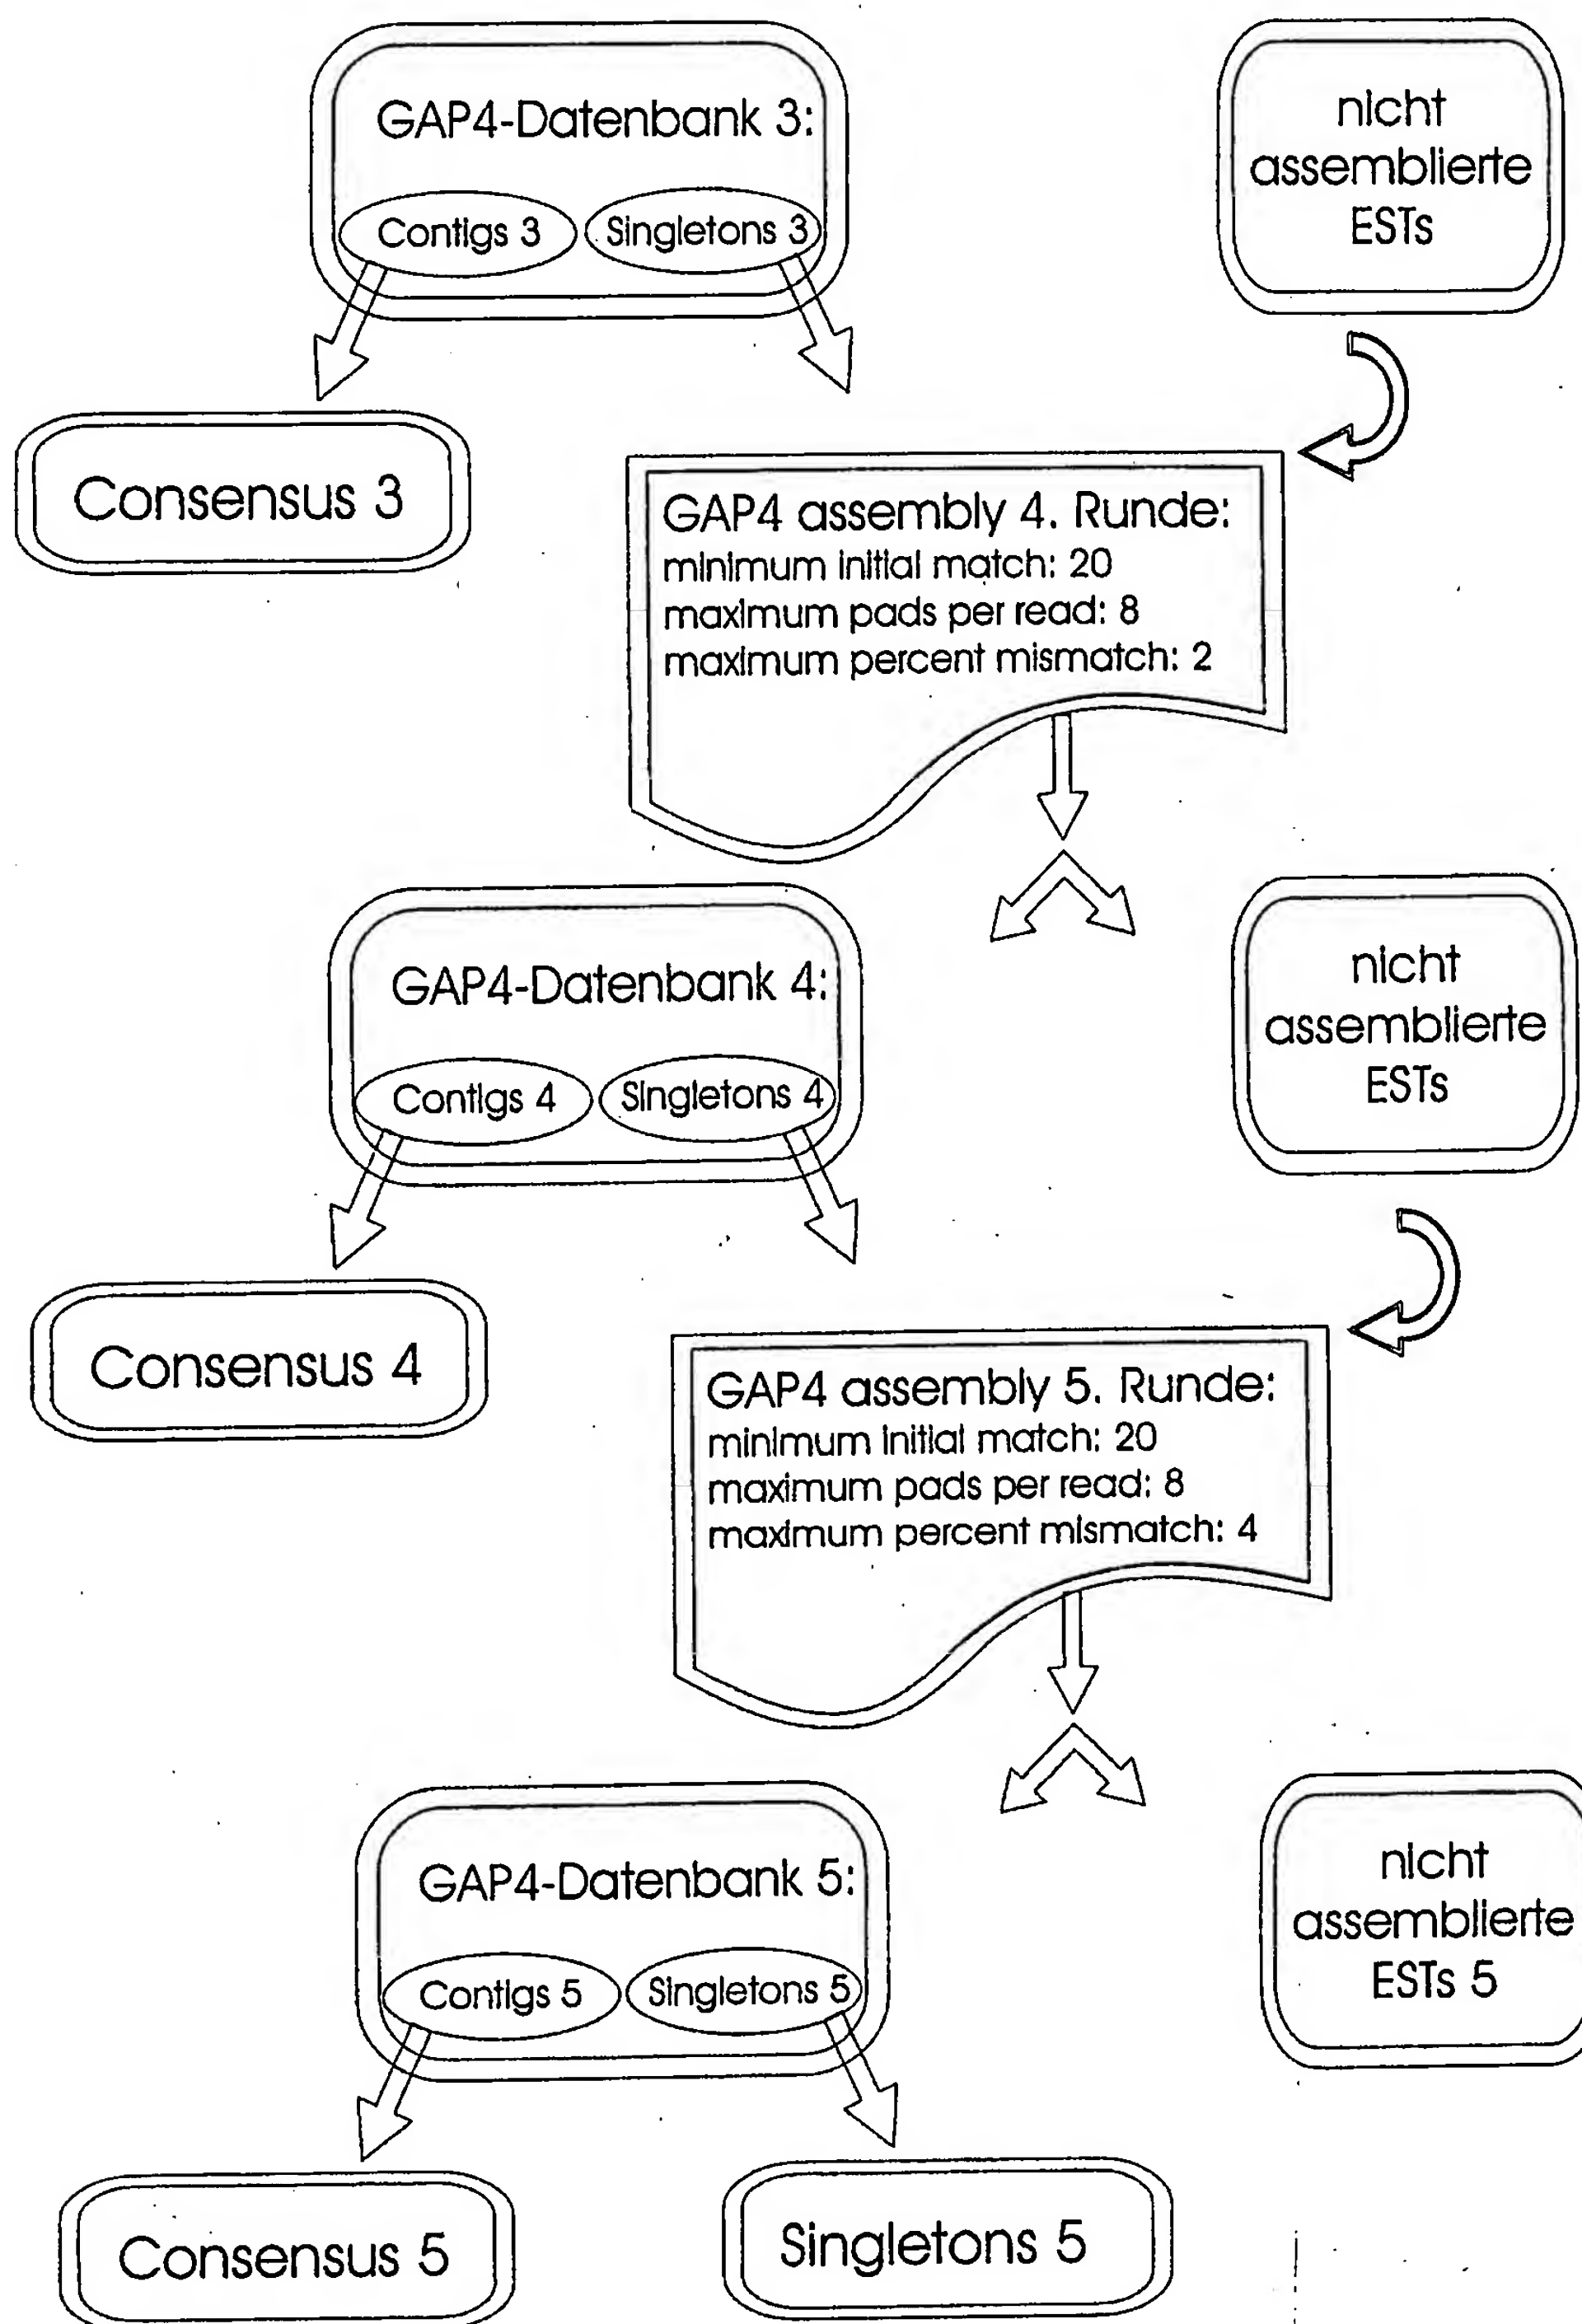 GAP4-Datenbank 3:
Contigs 3
Singletons 3
nicht
assemblierte
ESTs
Consensus 3
GAP4 assembly 4. Runde:
minimum initial match: 20
maximum pads per read: 8
maximum percent mismatch: 2
GAP4-Datenbank 4:
Contigs 4
Singletons 4
nicht
assemblierte
ESTs
Consensus 4
GAP4 assembly 5. Runde:
minimum initial match: 20
maximum pads per read: 8
maximum percent mismatch: 4
GAP4-Datenbank 5:
Contigs 5
Singletons 5
nicht
assemblierte
ESTs 5
Consensus 5
Singletons 5